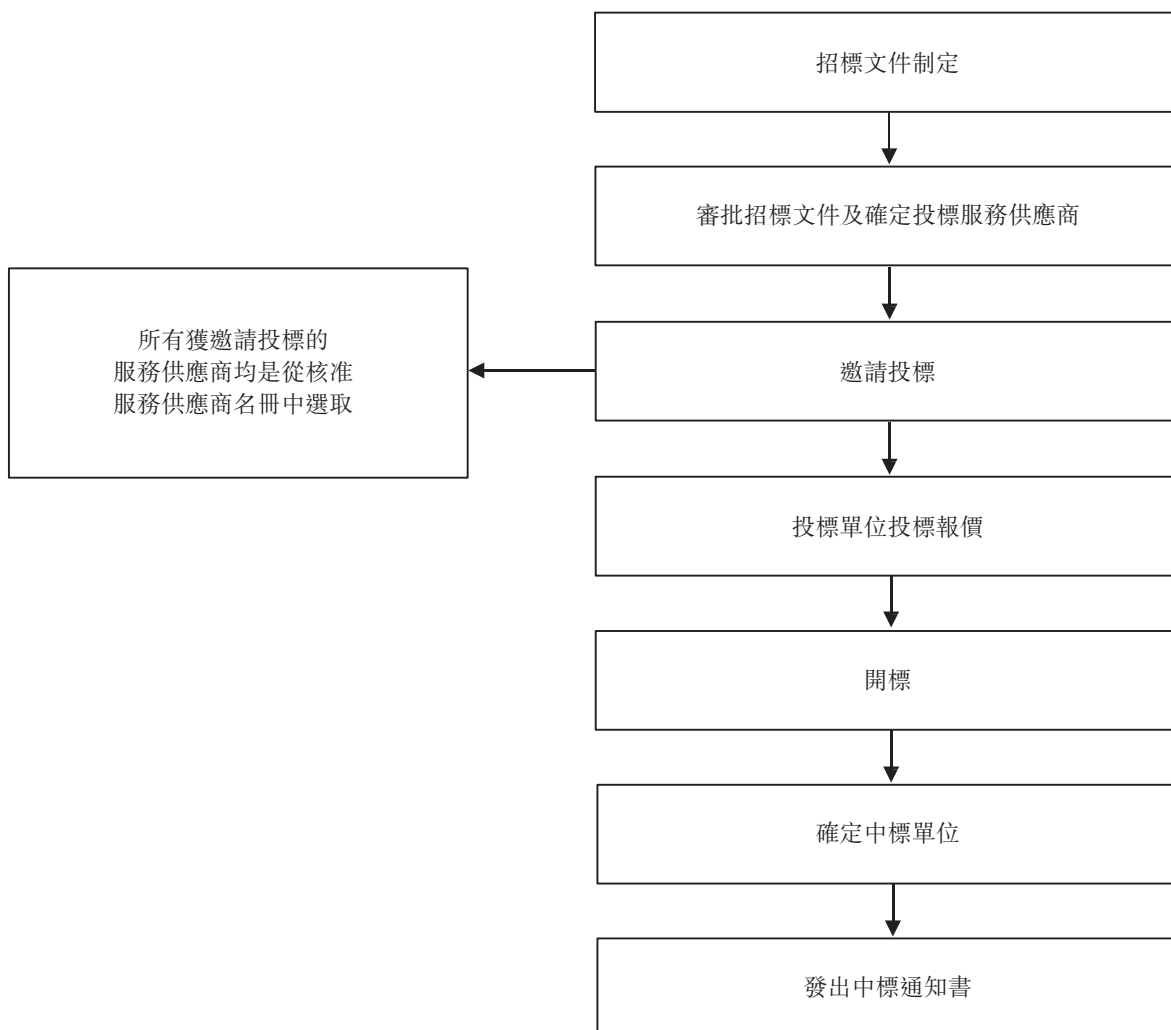 招標文件制定
審批招標文件及確定投標服務供應商
邀請投標
所有獲邀請投標的
服務供應商均是從核准
服務供應商名冊中選取
投標單位投標報價
開標
確定中標單位
發出中標通知書